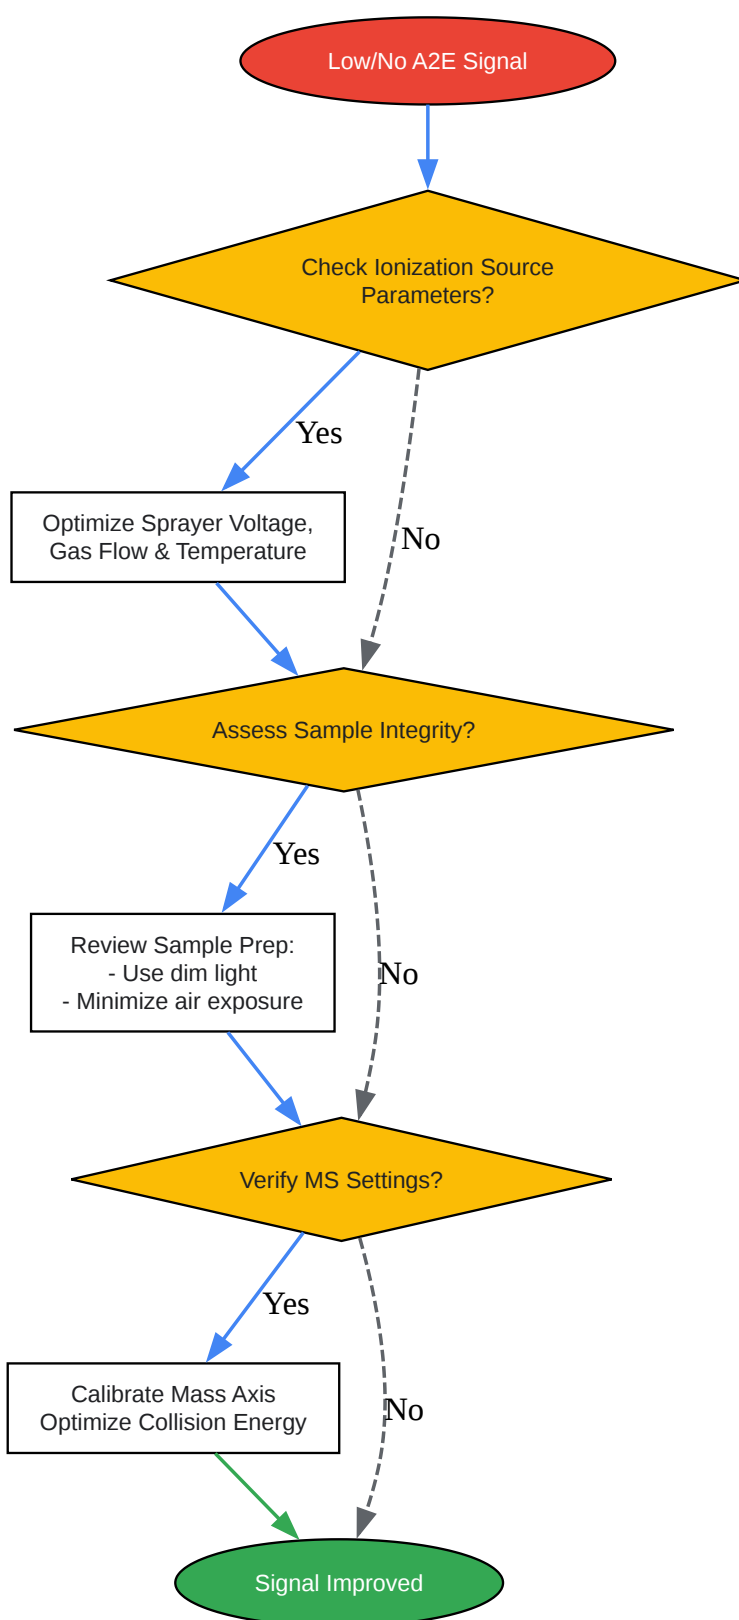 Low/No A2E Signal
Check Ionization Source
Parameters?
Yes
No
Optimize Sprayer Voltage,
Gas Flow & Temperature
Assess Sample Integrity?
Yes
No
Review Sample Prep:
- Use dim light
- Minimize air exposure
Verify MS Settings?
Yes
No
Calibrate Mass Axis
Optimize Collision Energy
Signal Improved